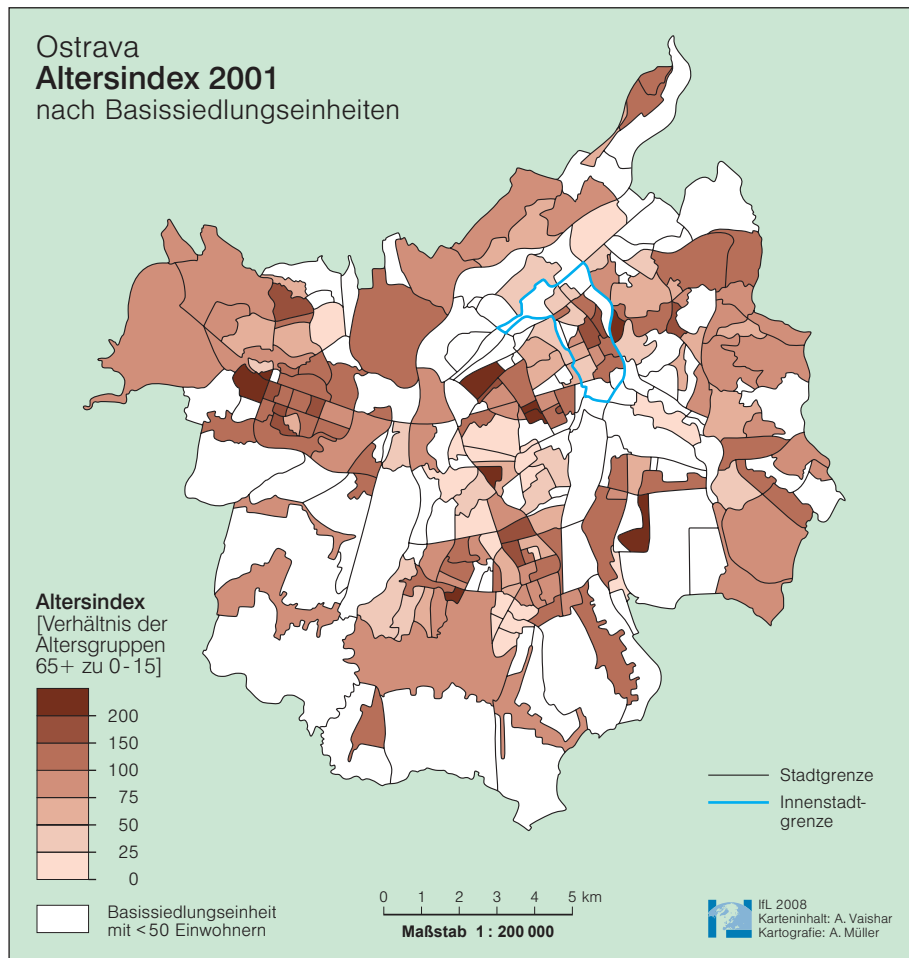 Ostrava
Altersindex 2001
nach Basissiedlungseinheiten
Altersindex
[Verhältnis der
Altersgruppen
65+ zu 0-15]
200
150
100
75
50
25
0
Basissiedlungseinheit
mit <50 Einwohnern
0 1 2 3 4 5 km
Maßstab 1 : 200 000
Stadtgrenze
Innenstadt-
grenze
IfL 2008
Karteninhalt: A. Vaishar
Kartografie: A. Müller